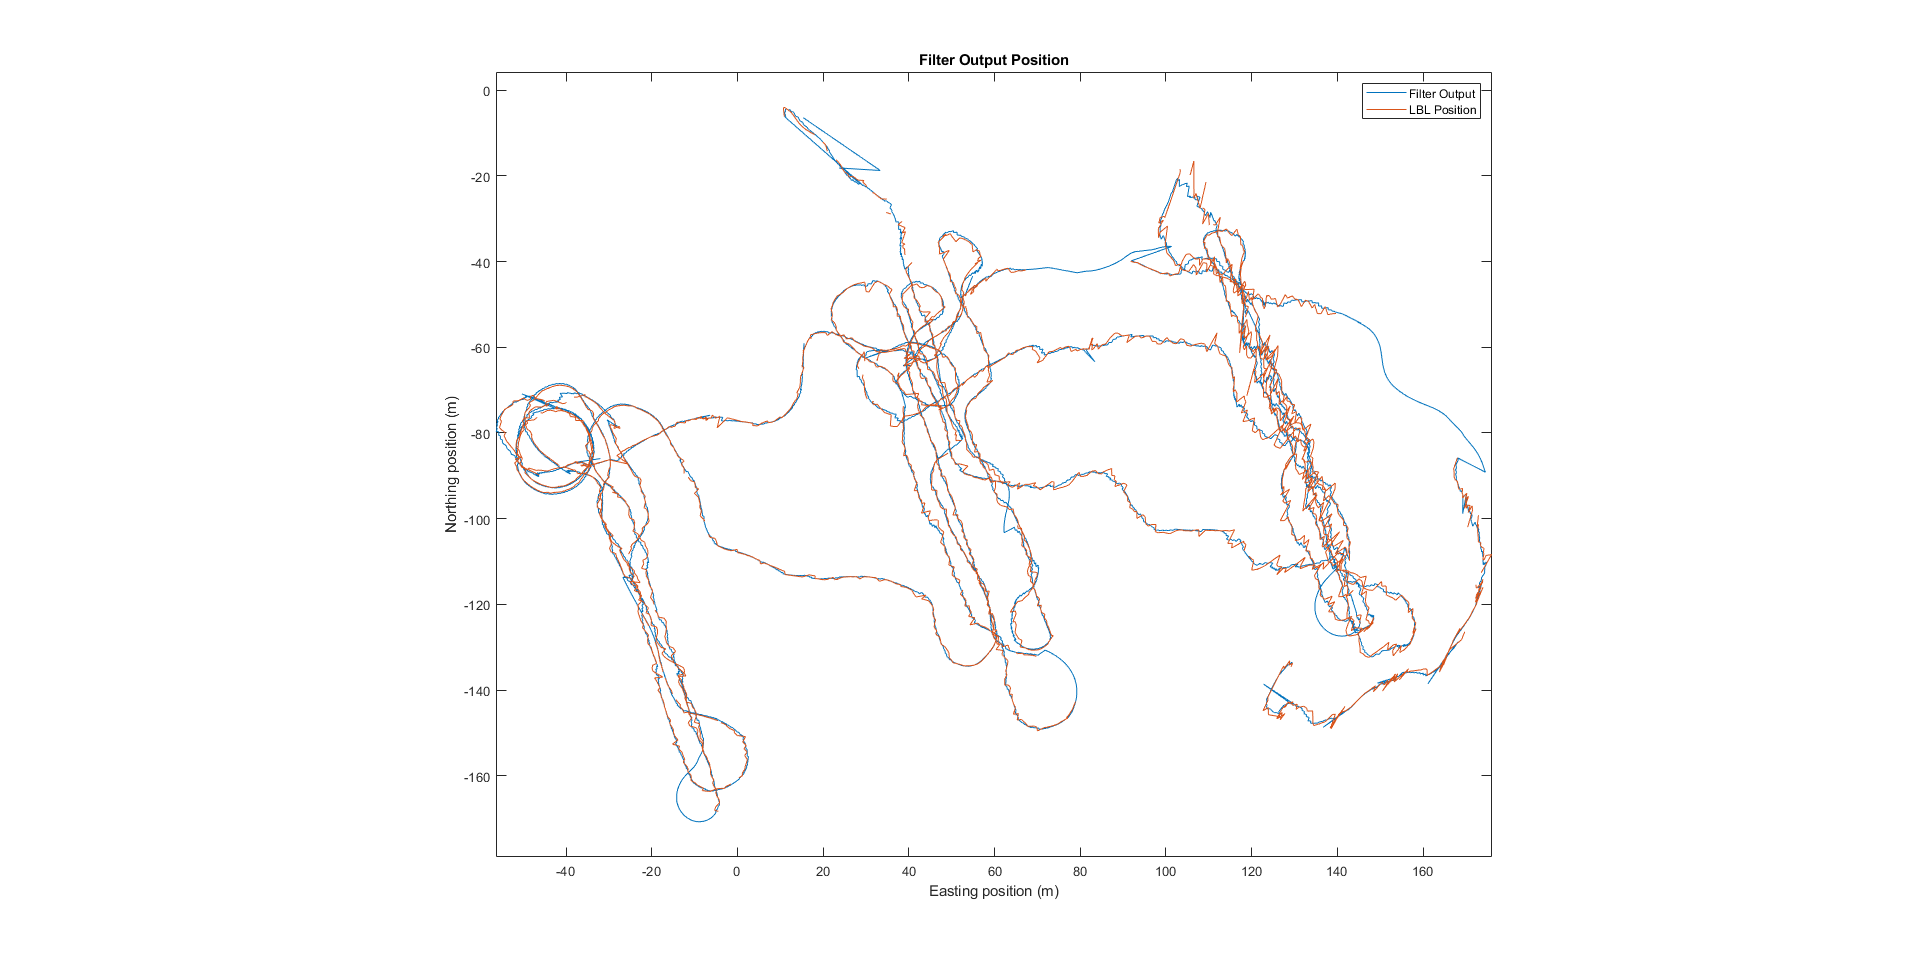 Filter Output Position
Filter Output
LBL Position
0
-20
-40
-60
-80
-100
-120
-140
-160
Northing position (m)
-40 -20 0 20 40 60 80 100 120 140 160
Easting position (m)